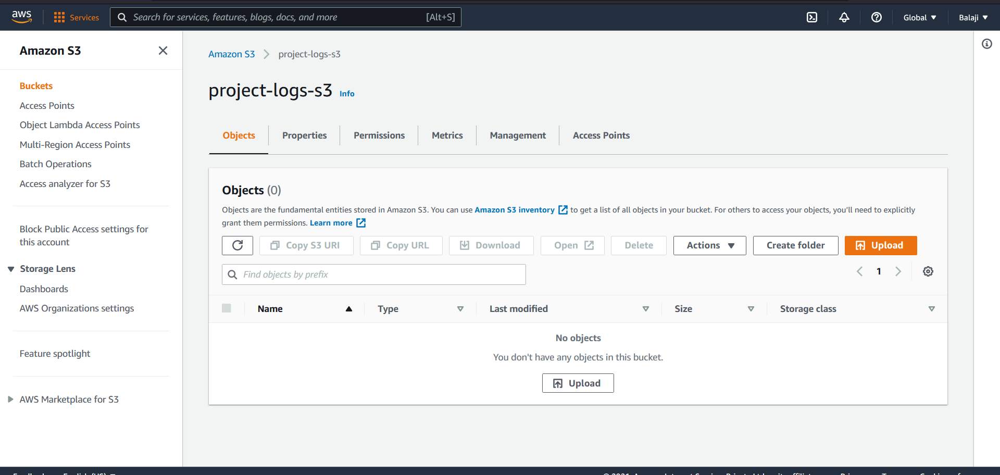 aws
Services
Search for services, features, blogs, docs, and more [Alt+S]
Global
Balaji
Amazon S3
Buckets
Access Points
Object Lambda Access Points
Multi-Region Access Points
Batch Operations
Access analyzer for S3
Block Public Access settings for
this account
Storage Lens
Dashboards
AWS Organizations settings
Feature spotlight
AWS Marketplace for S3
Amazon S3 project-logs-s3
project-logs-s3 Info
Objects Properties Permissions Metrics Management Access Points
Objects (0)
Objects are the fundamental entities stored in Amazon S3. You can use Amazon S3 inventory to get a list of all objects in your bucket. For others to access your objects, you'll need to explicitly
grant them permissions. Learn more
Copy S3 URI Copy URL Download Open Delete Actions Create folder Upload
Find objects by prefix
1
Name Type Last modified Size Storage class
No objects
You don't have any objects in this bucket.
Upload
English (US)